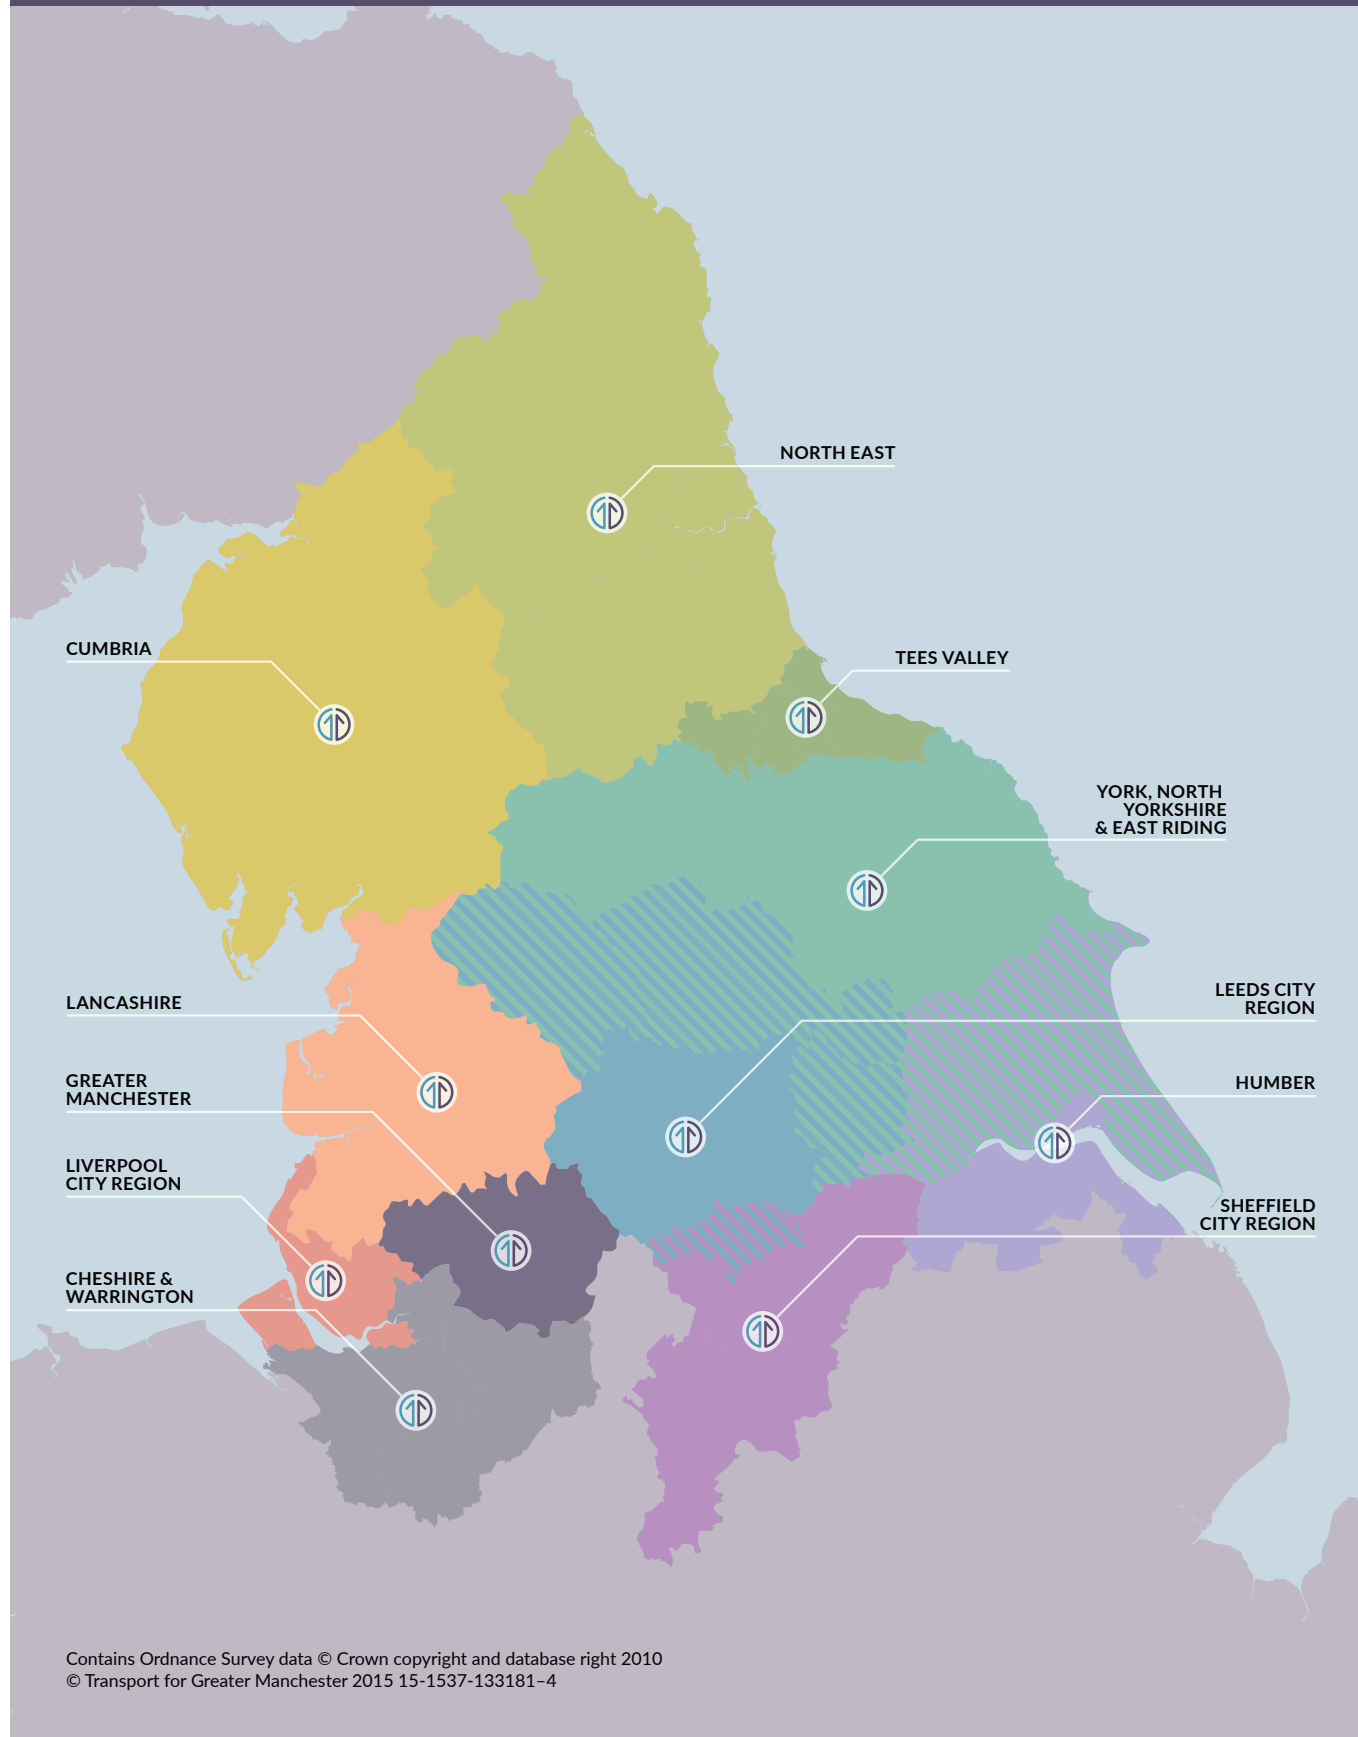 NORTH EAST
CUMBRIA
TEES VALLEY
YORK, NORTH
YORKSHIRE
& EAST RIDING
LANCASHIRE
LEEDS CITY
REGION
GREATER
MANCHESTER
HUMBER
LIVERPOOL
CITY REGION
SHEFFIELD
CITY REGION
CHESHIRE &
WARRINGTON
Contains Ordnance Survey data © Crown copyright and database right 2010
© Transport for Greater Manchester 2015 15-1537-133181–4